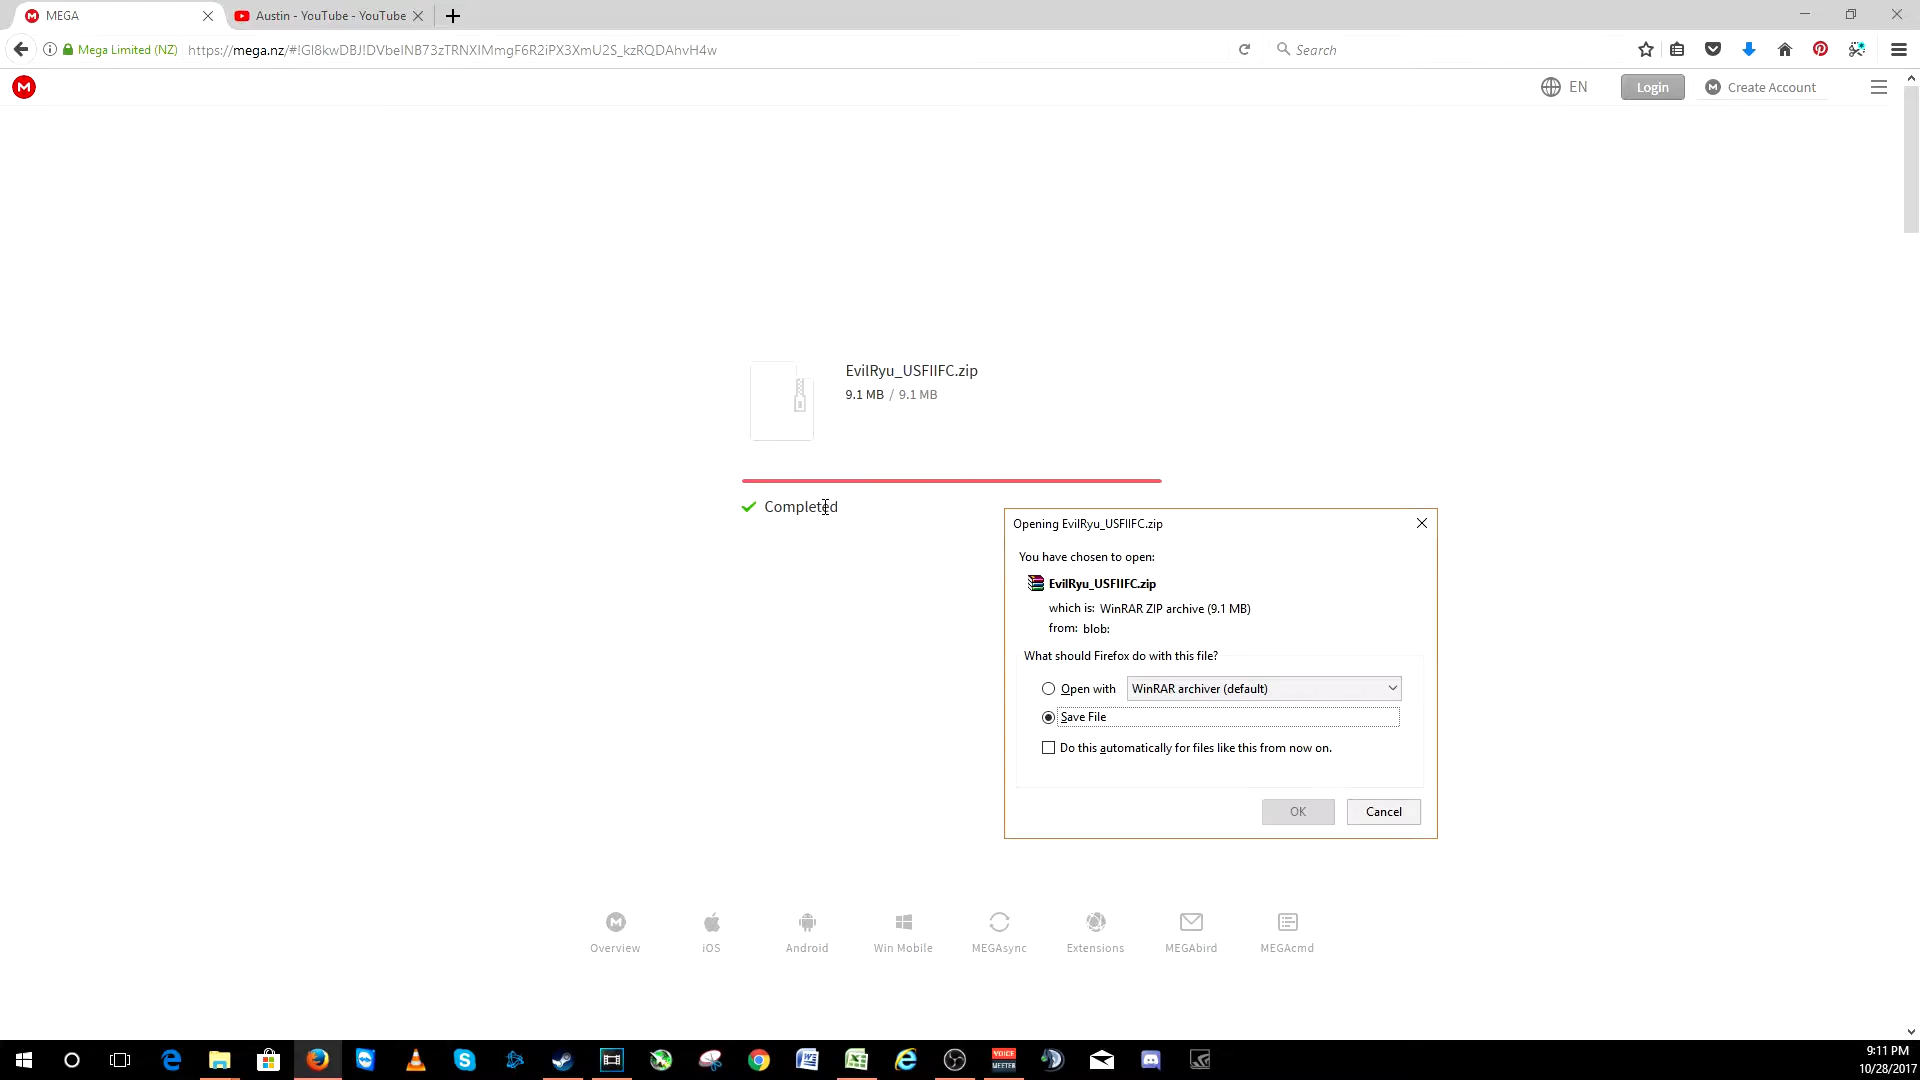 MEGA
Austin - YouTube - YouTube
Mega Limited (NZ)
https://mega.nz/#!GI8kwDBJ!DVbeINB73zTRNXIMmgF6R2iPX3XmU2S_kzRQDAhvH4w
Search
M
EN
Login
M Create Account
EvilRyu_USFIIFC.zip
9.1 MB / 9.1 MB
Completed
Opening EvilRyu_USFIIFC.zip
You have chosen to open:
EvilRyu_USFIIFC.zip
which is: WinRAR ZIP archive (9.1 MB)
from: blob:
What should Firefox do with this file?
Open with WinRAR archiver (default)
Save File
Do this automatically for files like this from now on.
OK Cancel
Overview iOS Android Win Mobile MEGAsync Extensions MEGAbird MEGAcmd
VOICE
MEETER
9:11 PM
10/28/2017